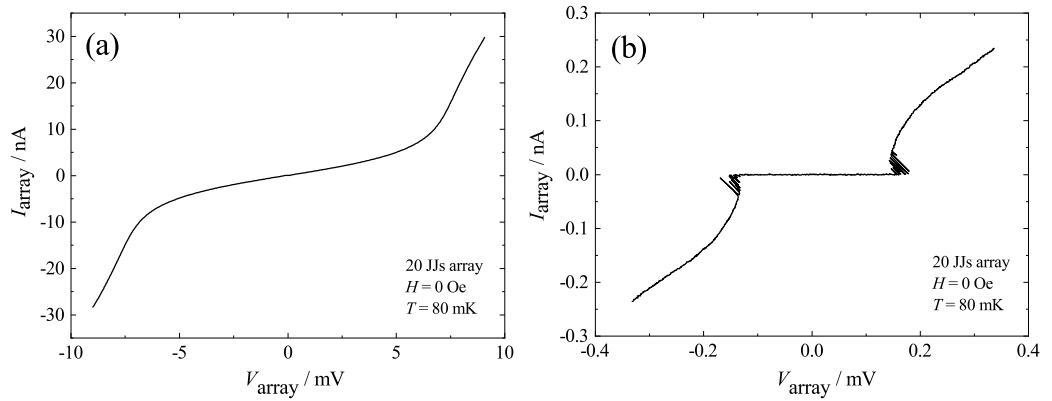 (a)
30
20
10
0
-10
-20
-30
I_array / nA
-10
-5
0
5
10
V_array / mV
20 JJs array
H = 0 Oe
T = 80 mK
(b)
0.3
0.2
0.1
0.0
-0.1
-0.2
-0.3
I_array / nA
-0.4
-0.2
0.0
0.2
0.4
V_array / mV
20 JJs array
H = 0 Oe
T = 80 mK